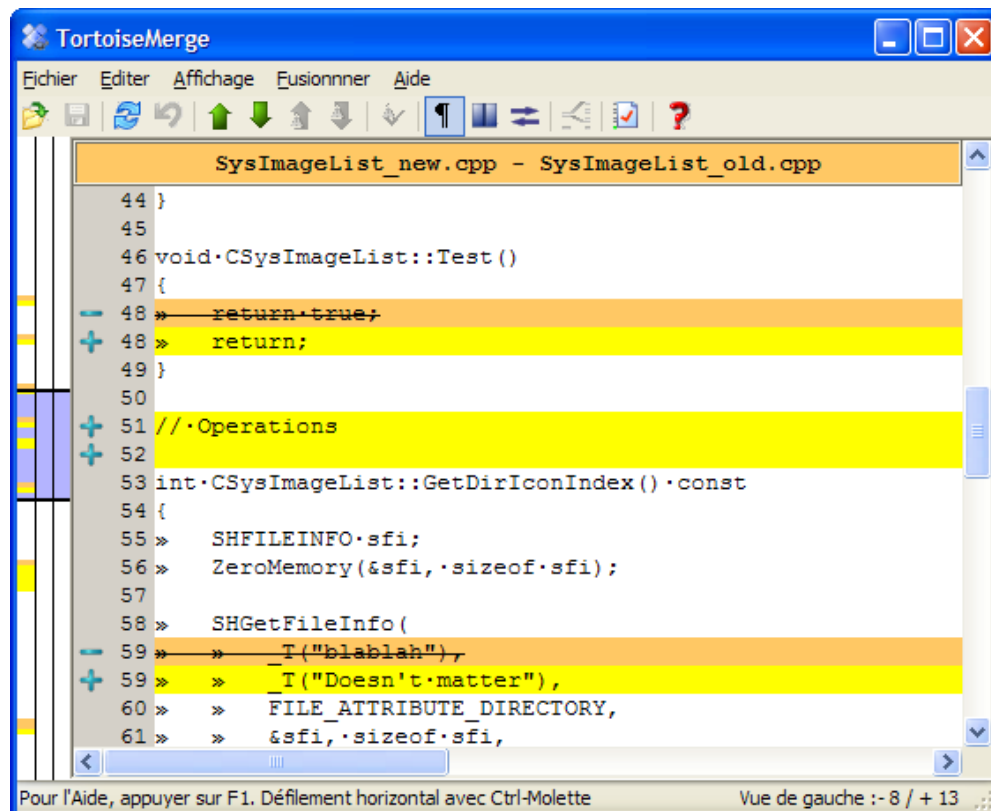 TortoiseMerge
Fichier Editer Affichage Fusionnner Aide
SysImageList_new.cpp - SysImageList_old.cpp
44 }
45
46 void·CSysImageList::Test()
47 {
48 »   return·true;
48 »   return;
49 }
50
51 //·Operations
52
53 int·CSysImageList::GetDirIconIndex()·const
54 {
55 »   SHFILEINFO·sfi;
56 »   ZeroMemory(&sfi,·sizeof·sfi);
57
58 »   SHGetFileInfo(
59 »   »   _T("blablah"),
59 »   »   _T("Doesn't·matter"),
60 »   »   FILE_ATTRIBUTE_DIRECTORY,
61 »   »   &sfi,·sizeof·sfi,
Pour l'Aide, appuyer sur F1. Défilement horizontal avec Ctrl-Molette Vue de gauche :- 8 / + 13